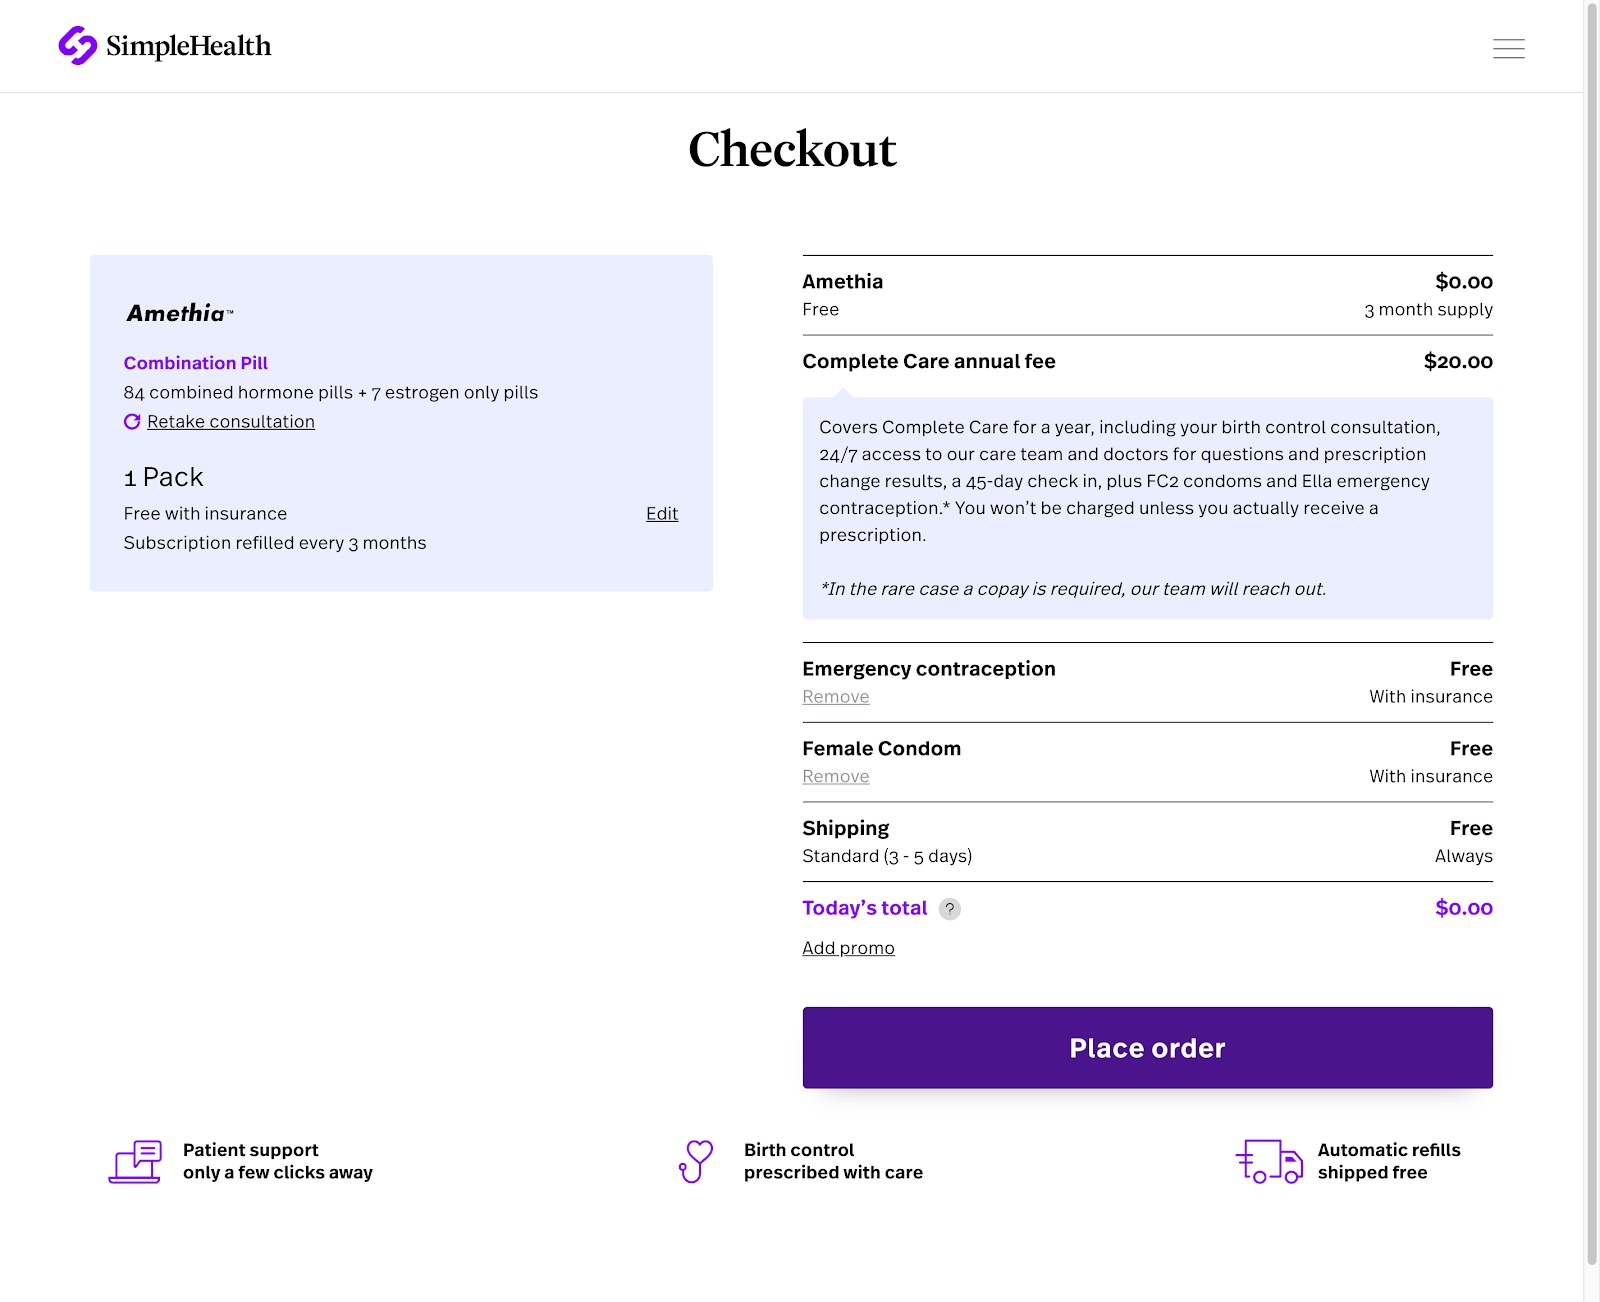 SimpleHealth
Checkout
Amethia™
Combination Pill
84 combined hormone pills + 7 estrogen only pills
Retake consultation
1 Pack
Free with insurance
Edit
Subscription refilled every 3 months
Amethia $0.00
Free 3 month supply
Complete Care annual fee $20.00
Covers Complete Care for a year, including your birth control consultation,
24/7 access to our care team and doctors for questions and prescription
change results, a 45-day check in, plus FC2 condoms and Ella emergency
contraception.* You won’t be charged unless you actually receive a
prescription.
*In the rare case a copay is required, our team will reach out.
Emergency contraception Free
Remove With insurance
Female Condom Free
Remove With insurance
Shipping Free
Standard (3 - 5 days) Always
Today’s total ? $0.00
Add promo
Place order
Patient support
only a few clicks away
Birth control
prescribed with care
Automatic refills
shipped free